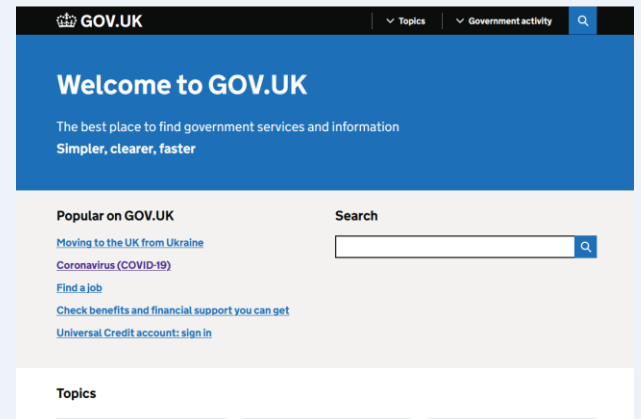 GOV.UK
Topics
Government activity
Welcome to GOV.UK
The best place to find government services and information
Simpler, clearer, faster
Popular on GOV.UK
Moving to the UK from Ukraine
Coronavirus (COVID-19)
Find a job
Check benefits and financial support you can get
Universal Credit account: sign in
Search
Topics